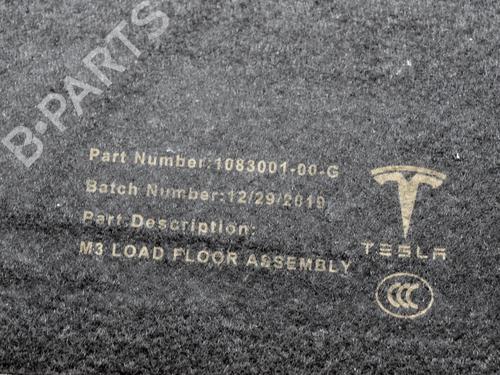 B-PARTS
Part Number:1083001-00-G
Batch Number:12/29/2019
Part Description:
M3 LOAD FLOOR ASSEMBLY
TESLA
CCC